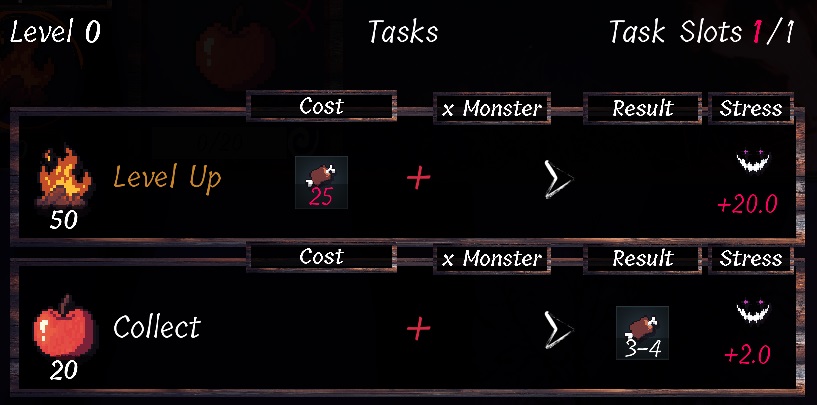 Level 0 Tasks Task Slots 1/1
Cost x Monster Result Stress
Level Up 25 + +20.0
50
Cost x Monster Result Stress
Collect + 3-4 +2.0
20